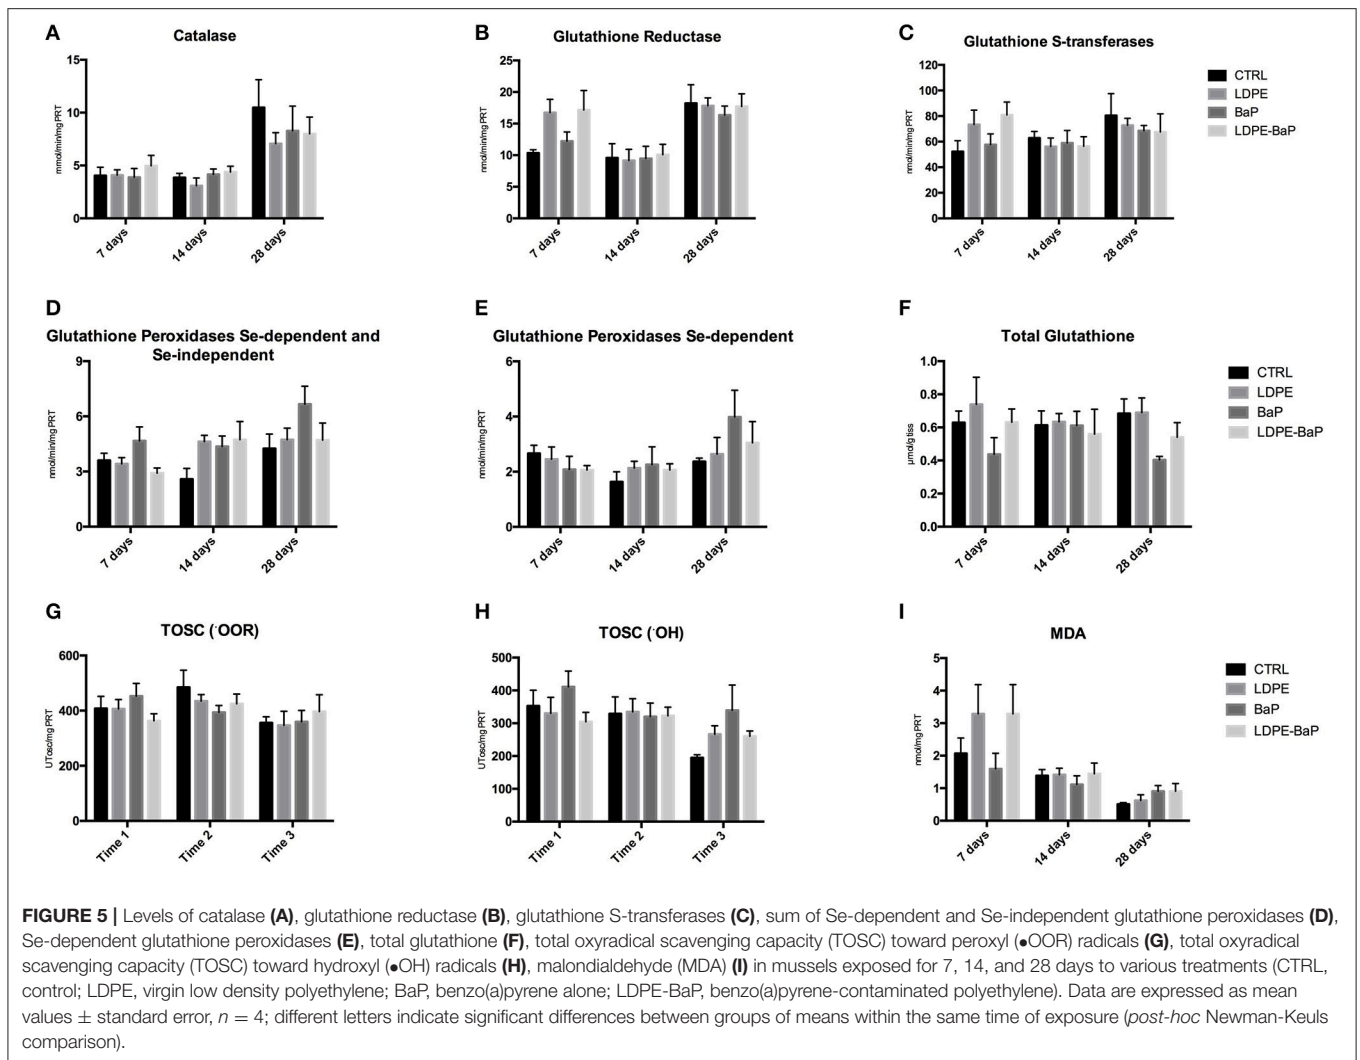 A
Catalase
15
10
5
0
mmol/min/mg PRT
7 days
14 days
28 days
B
Glutathione Reductase
25
20
15
10
5
0
nmol/min/mg PRT
7 days
14 days
28 days
C
Glutathione S-transferases
120
100
80
60
40
20
0
nmol/min/mg PRT
7 days
14 days
28 days
CTRL
LDPE
BaP
LDPE-BaP
D
Glutathione Peroxidases Se-dependent and
Se-independent
9
6
3
0
nmol/min/mg PRT
7 days
14 days
28 days
E
Glutathione Peroxidases Se-dependent
6
4
2
0
nmol/min/mg PRT
7 days
14 days
28 days
F
Total Glutathione
1.0
0.8
0.6
0.4
0.2
0.0
µmol/g tiss
7 days
14 days
28 days
CTRL
LDPE
BaP
LDPE-BaP
G
TOSC (˙OOR)
600
400
200
0
UTosc/mg PRT
Time 1
Time 2
Time 3
H
TOSC (˙OH)
500
400
300
200
100
0
UTosc/mg PRT
Time 1
Time 2
Time 3
I
MDA
5
4
3
2
1
0
nmol/mg PRT
7 days
14 days
28 days
CTRL
LDPE
BaP
LDPE-BaP
FIGURE 5 | Levels of catalase (A), glutathione reductase (B), glutathione S-transferases (C), sum of Se-dependent and Se-independent glutathione peroxidases (D),
Se-dependent glutathione peroxidases (E), total glutathione (F), total oxyradical scavenging capacity (TOSC) toward peroxyl (●OOR) radicals (G), total oxyradical
scavenging capacity (TOSC) toward hydroxyl (●OH) radicals (H), malondialdehyde (MDA) (I) in mussels exposed for 7, 14, and 28 days to various treatments (CTRL,
control; LDPE, virgin low density polyethylene; BaP, benzo(a)pyrene alone; LDPE-BaP, benzo(a)pyrene-contaminated polyethylene). Data are expressed as mean
values ± standard error, n = 4; different letters indicate significant differences between groups of means within the same time of exposure (post-hoc Newman-Keuls
comparison).